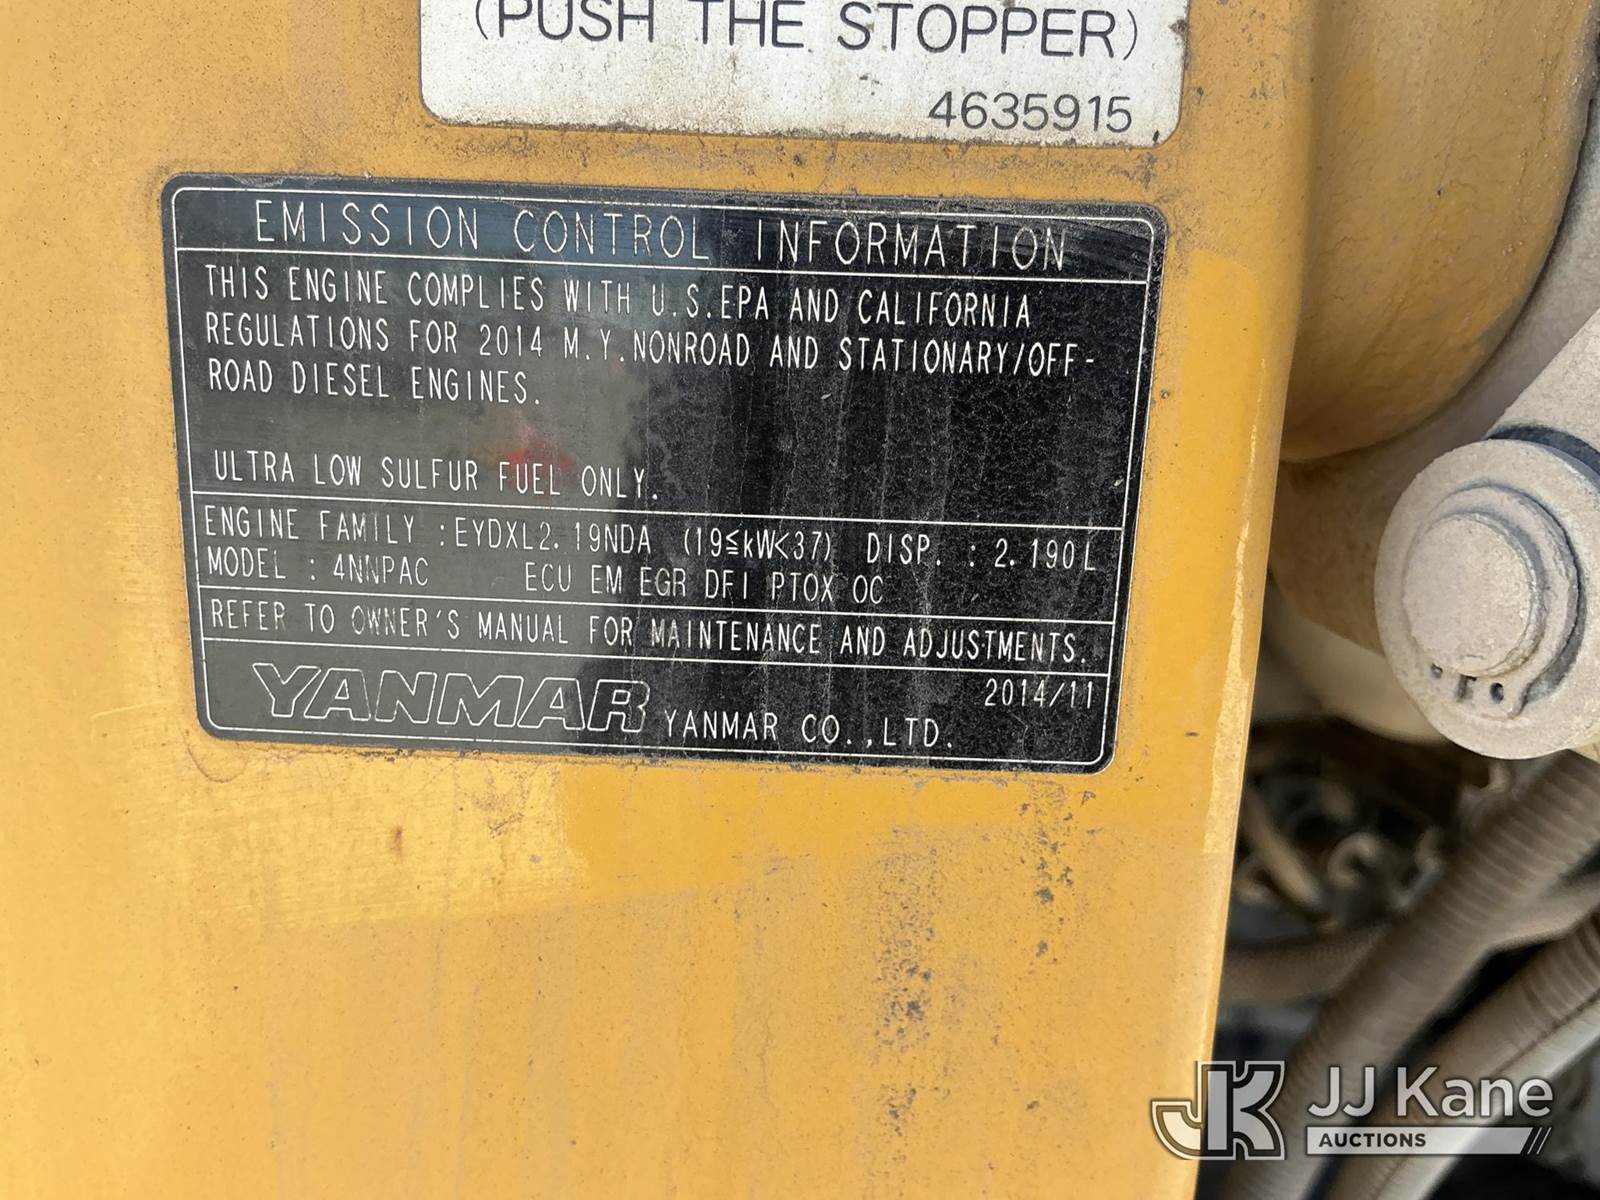 (PUSH THE STOPPER)
4635915
EMISSION CONTROL INFORMATION
THIS ENGINE COMPLIES WITH U.S.EPA AND CALIFORNIA
REGULATIONS FOR 2014 M.Y.NONROAD AND STATIONARY/OFF-
ROAD DIESEL ENGINES.
ULTRA LOW SULFUR FUEL ONLY.
ENGINE FAMILY :EYDXL2.19NDA (19≦kW<37) DISP. : 2.190L
MODEL : 4NNPAC ECU EM EGR DFI PTOX OC
REFER TO OWNER'S MANUAL FOR MAINTENANCE AND ADJUSTMENTS.
2014/11
YANMAR YANMAR CO.,LTD.
JK JJ Kane
AUCTIONS